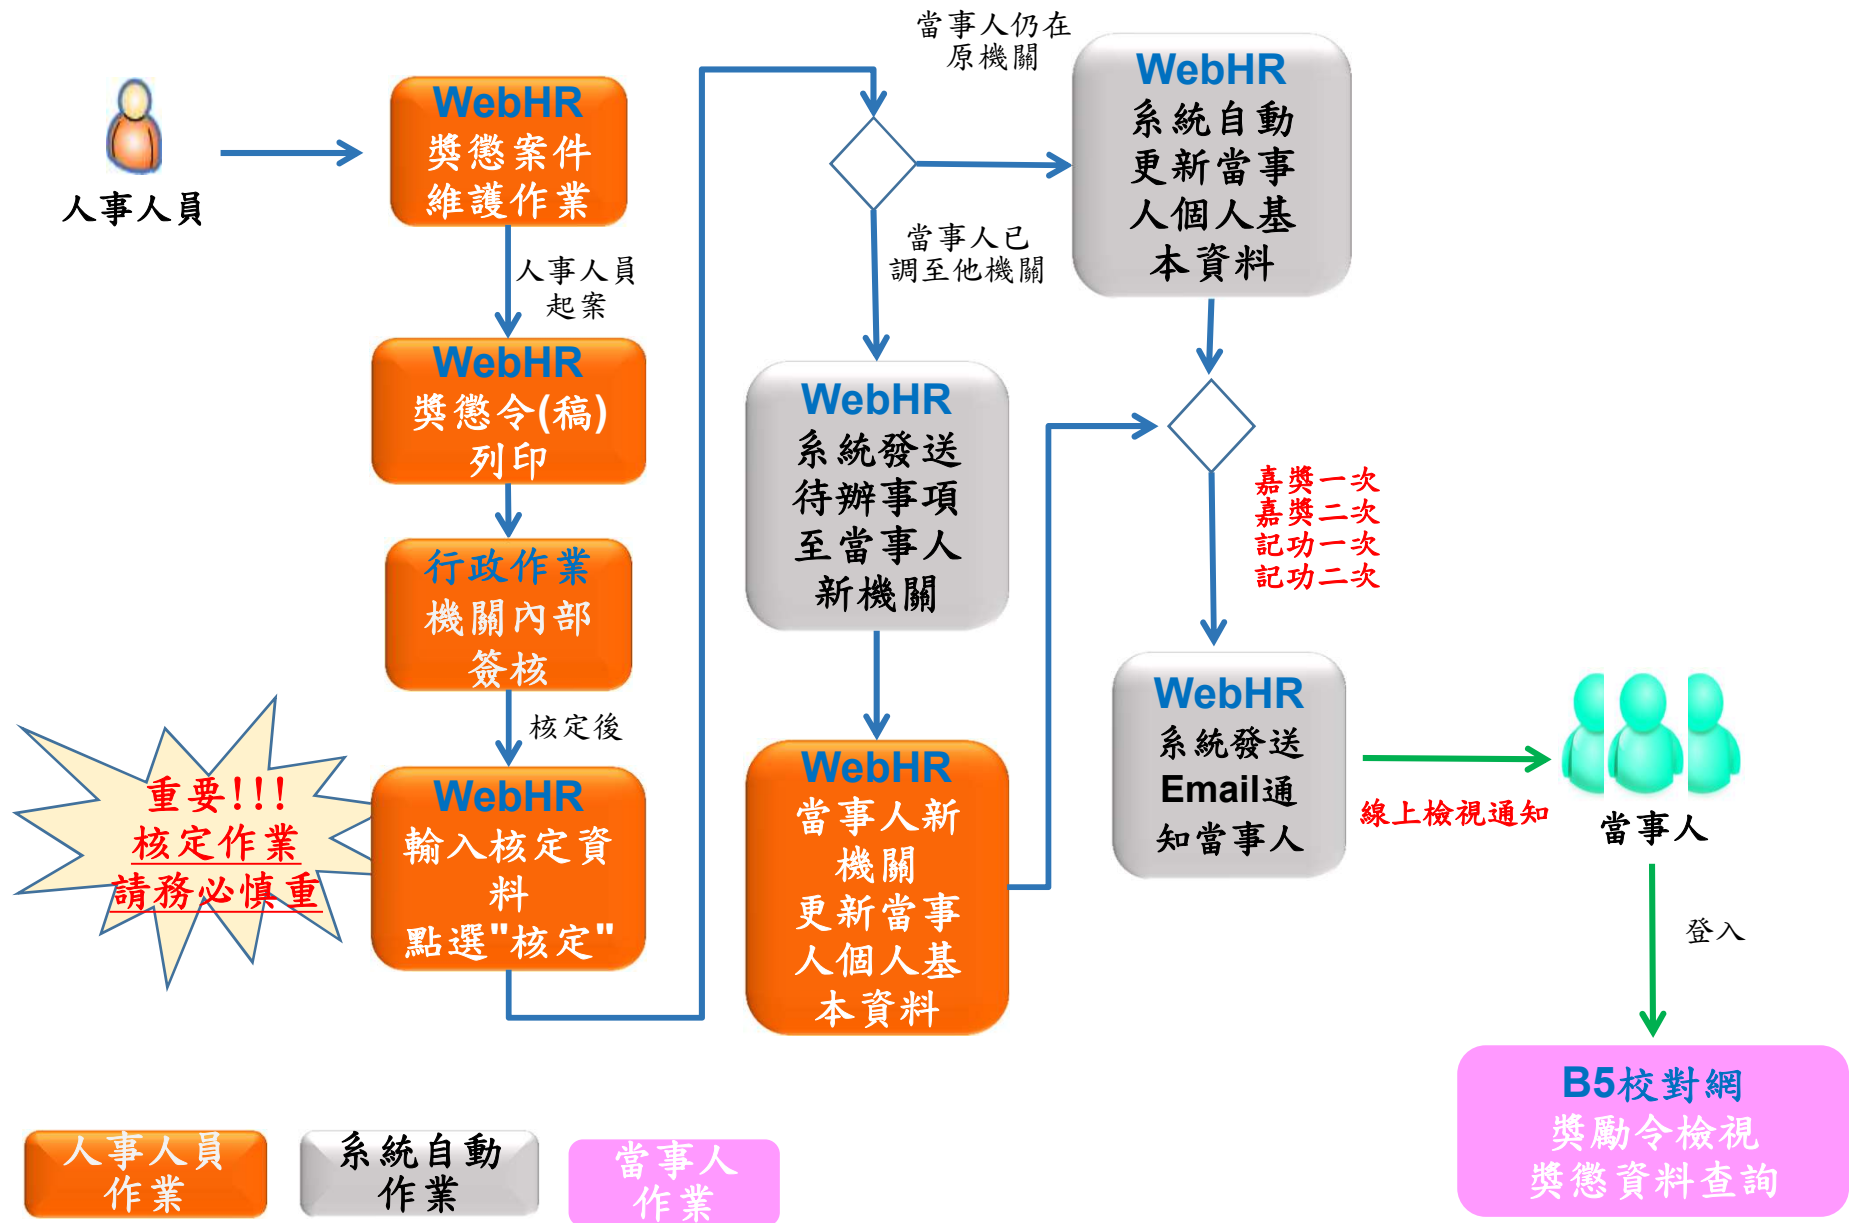 人事人員
WebHR
獎懲案件
維護作業
人事人員
起案
WebHR
獎懲令(稿)
列印
行政作業
機關內部
簽核
核定後
重要!!!
核定作業
請務必慎重
WebHR
輸入核定資
料
點選"核定"
當事人仍在
原機關
當事人已
調至他機關
WebHR
系統自動
更新當事
人個人基
本資料
WebHR
系統發送
待辦事項
至當事人
新機關
WebHR
當事人新
機關
更新當事
人個人基
本資料
嘉獎一次
嘉獎二次
記功一次
記功二次
WebHR
系統發送
Email通
知當事人
線上檢視通知
當事人
登入
B5校對網
獎勵令檢視
獎懲資料查詢
人事人員
作業
系統自動
作業
當事人
作業